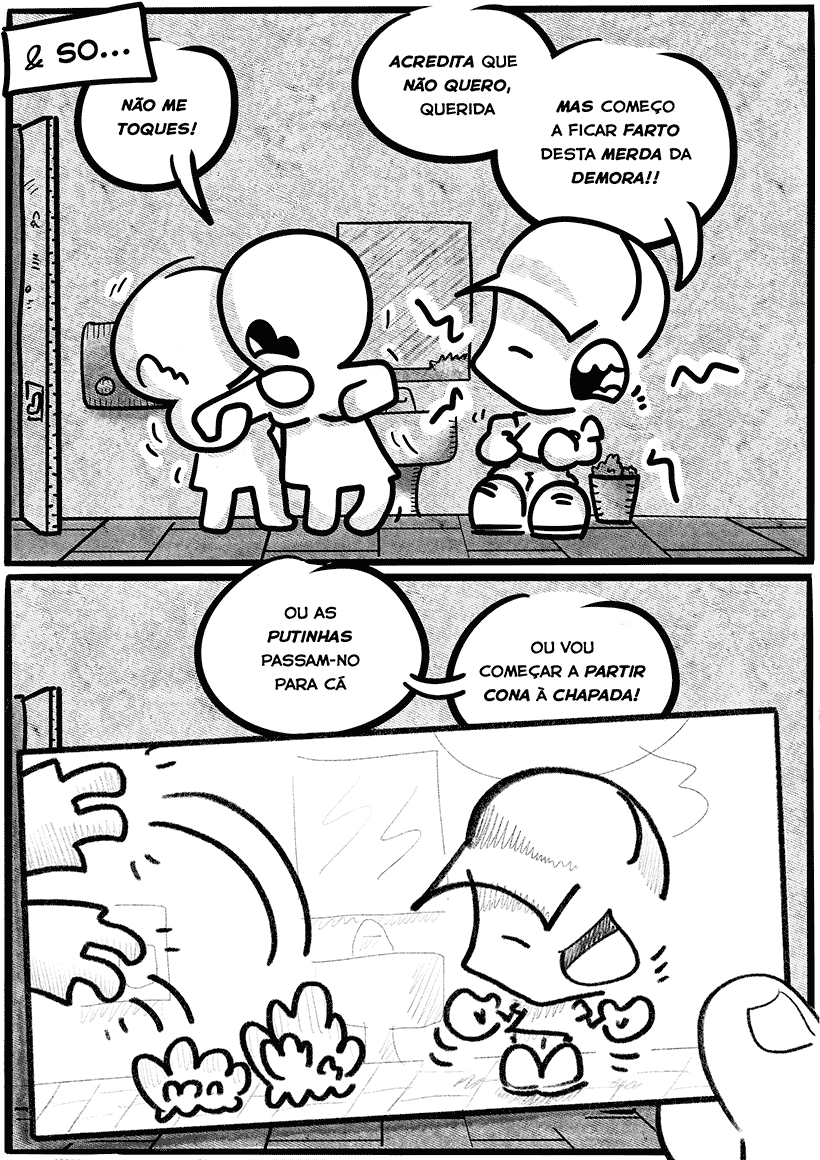 & SO...
NÃO ME
TOQUES!
ACREDITA QUE
NÃO QUERO,
QUERIDA
MAS COMEÇO
A FICAR FARTO
DESTA MERDA DA
DEMORA!!
OU AS
PUTINHAS
PASSAM-NO
PARA CÁ
OU VOU
COMEÇAR A PARTIR
CONA À CHAPADA!